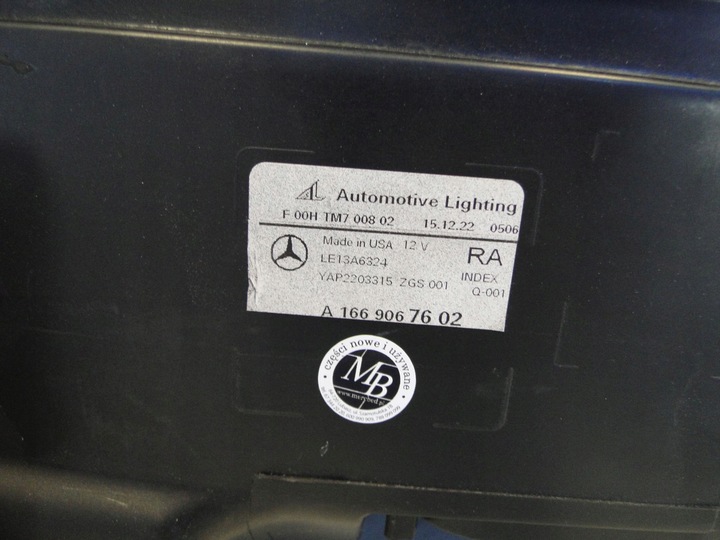 AL Automotive Lighting
F 00H TM7 008 02 15.12.22 0506
Made in USA 12 V RA
LE13A6324 INDEX
YAP2203315 ZGS 001 Q-001
A 166 906 76 02
części nowe i używane
MB